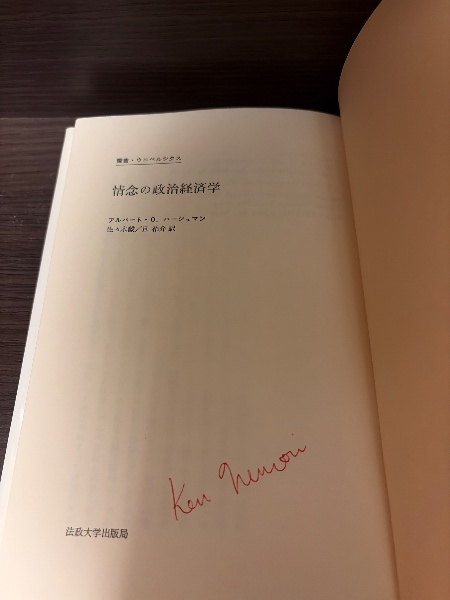 叢書・ウニベルシタス
情念の政治経済学
アルバート・O. ハーシュマン
佐々木毅/旦 祐介訳
Ken
法政大学出版局